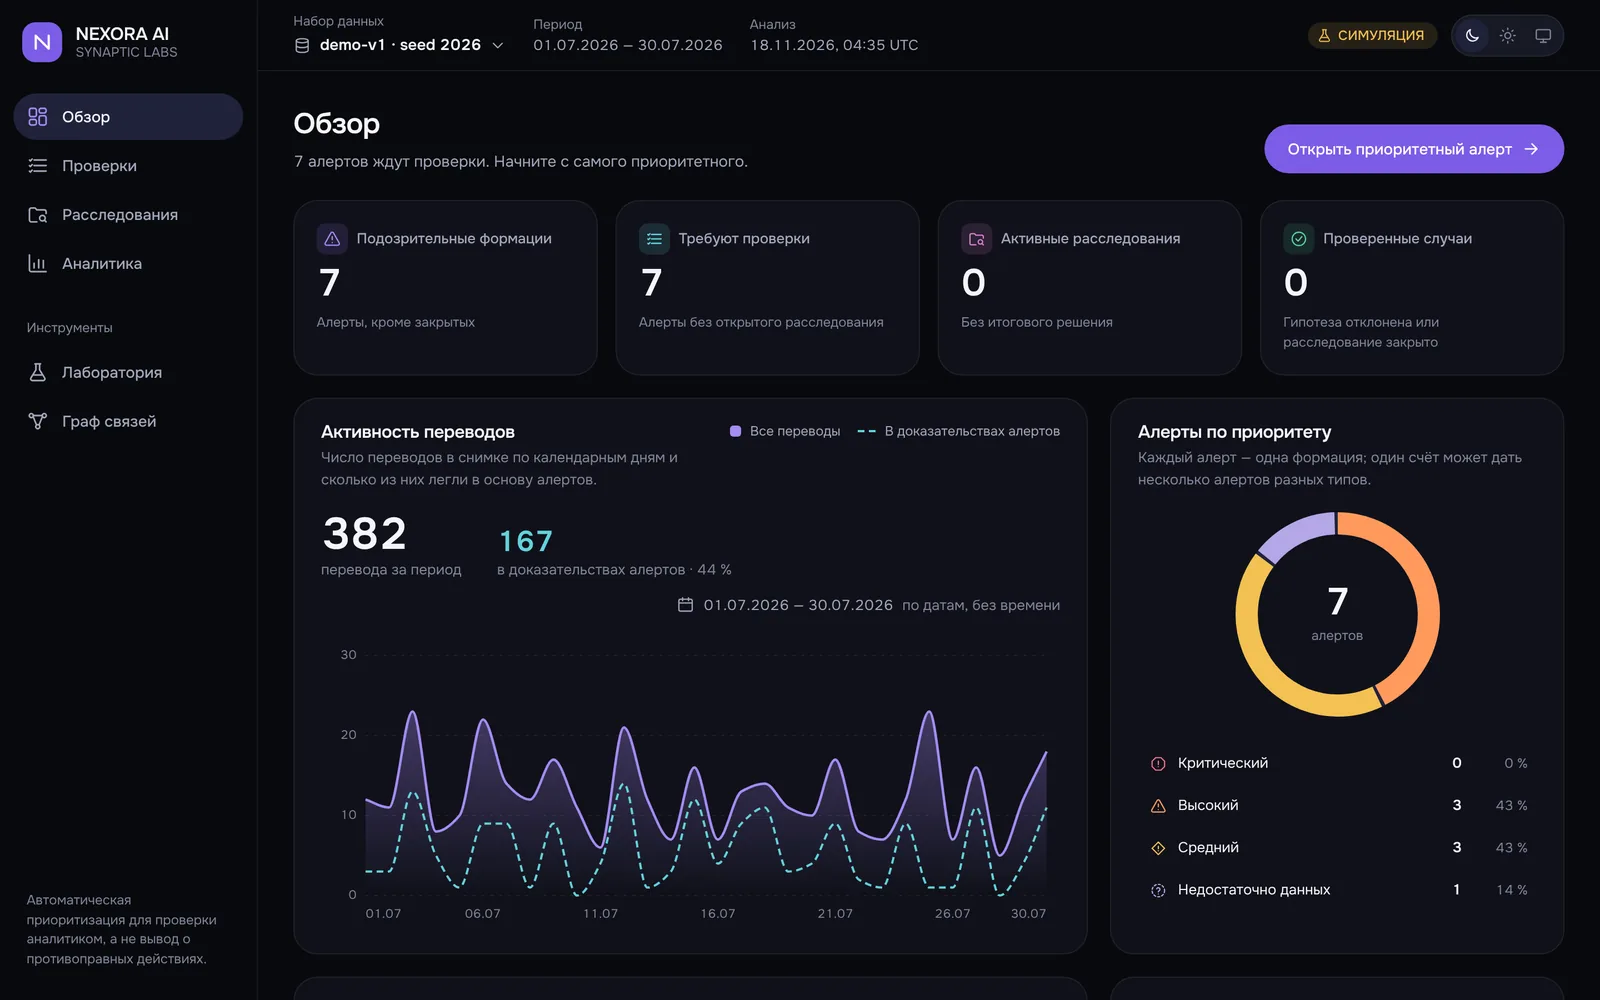 NEXORA AI
SYNAPTIC LABS
Обзор
Проверки
Расследования
Аналитика
Инструменты
Лаборатория
Граф связей
Автоматическая
приоритизация для проверки
аналитиком, а не вывод о
противоправных действиях.
Набор данных
demo-v1 · seed 2026
Период
01.07.2026 – 30.07.2026
Анализ
18.11.2026, 04:35 UTC
СИМУЛЯЦИЯ
Обзор
7 алертов ждут проверки. Начните с самого приоритетного.
Открыть приоритетный алерт
Подозрительные формации
7
Алерты, кроме закрытых
Требуют проверки
7
Алерты без открытого расследования
Активные расследования
0
Без итогового решения
Проверенные случаи
0
Гипотеза отклонена или
расследование закрыто
Активность переводов
Все переводы
В доказательствах алертов
Число переводов в снимке по календарным дням и
сколько из них легли в основу алертов.
382
перевода за период
167
в доказательствах алертов · 44 %
01.07.2026 – 30.07.2026 по датам, без времени
30
20
10
0
01.07 06.07 11.07 16.07 21.07 26.07 30.07
Алерты по приоритету
Каждый алерт — одна формация; один счёт может дать
несколько алертов разных типов.
7
алертов
Критический 0 0 %
Высокий 3 43 %
Средний 3 43 %
Недостаточно данных 1 14 %